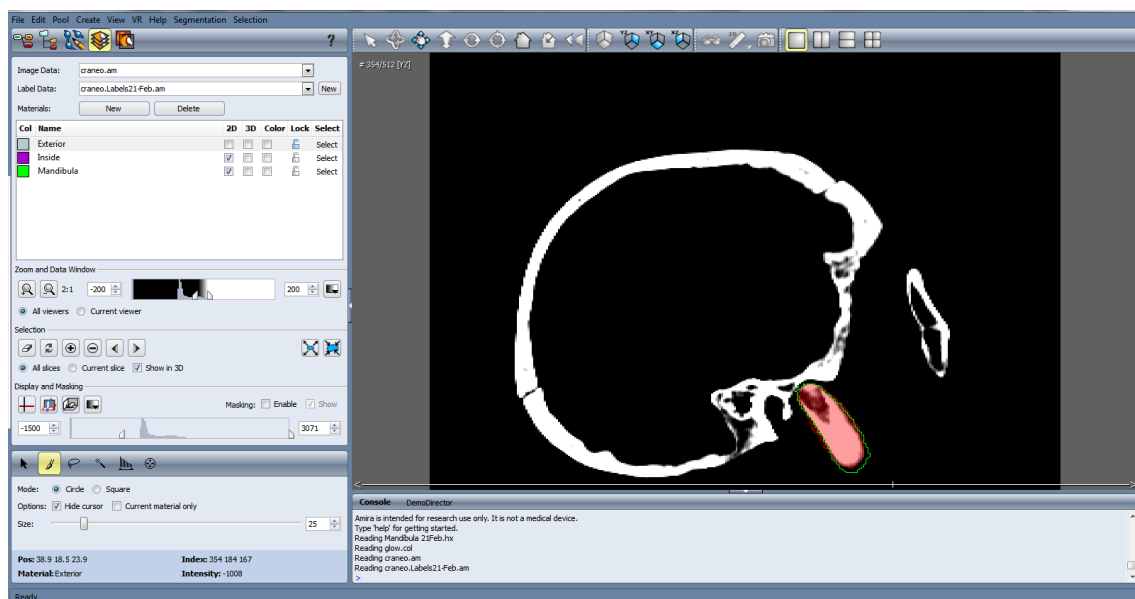 File Edit Pool Create View VR Help Segmentation Selection
?
# 354/512 [YZ]
Image Data: craneo.am
Label Data: craneo.Labels21-Feb.am New
Materials: New Delete
Col Name 2D 3D Color Lock Select
Exterior Select
Inside Select
Mandibula Select
Zoom and Data Window
2:1 -200 200
All viewers Current viewer
Selection
All slices Current slice Show in 3D
Display and Masking
Masking: Enable Show
-1500 3071
Mode: Circle Square
Options: Hide cursor Current material only
Size: 25
Pos: 38.9 18.5 23.9 Index: 354 184 167
Material: Exterior Intensity: -1008
Ready
Console DemoDirector
Amira is intended for research use only. It is not a medical device.
Type 'help' for getting started.
Reading Mandibula 21Feb.hx
Reading glow.col
Reading craneo.am
Reading craneo.Labels21-Feb.am
>